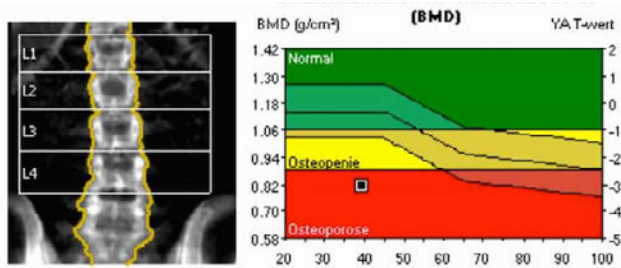 L1
L2
L3
L4
(BMD)
BMD (g/cm²)
YA T-wert
1.42
1.30
1.18
1.06
0.94
0.82
0.70
0.58
Normal
Osteopenie
Osteoporose
2
1
0
-1
-2
-3
-4
-5
20
30
40
50
60
70
80
90
100